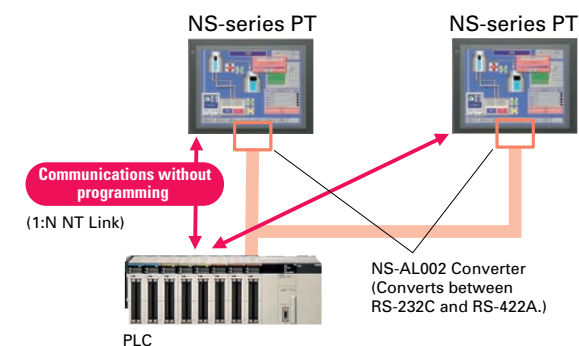 NS-series PT
NS-series PT
Communications without
programming
(1:N NT Link)
NS-AL002 Converter
(Converts between
RS-232C and RS-422A.)
PLC